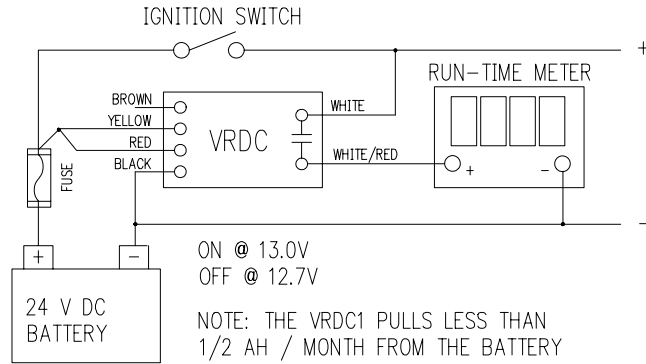 IGNITION SWITCH
+
RUN-TIME METER
BROWN
WHITE
YELLOW
VRDC
RED
WHITE/RED
BLACK
+ -
FUSE
-
+ -
ON @ 13.0V
OFF @ 12.7V
24 V DC
BATTERY
NOTE: THE VRDC1 PULLS LESS THAN
1/2 AH / MONTH FROM THE BATTERY